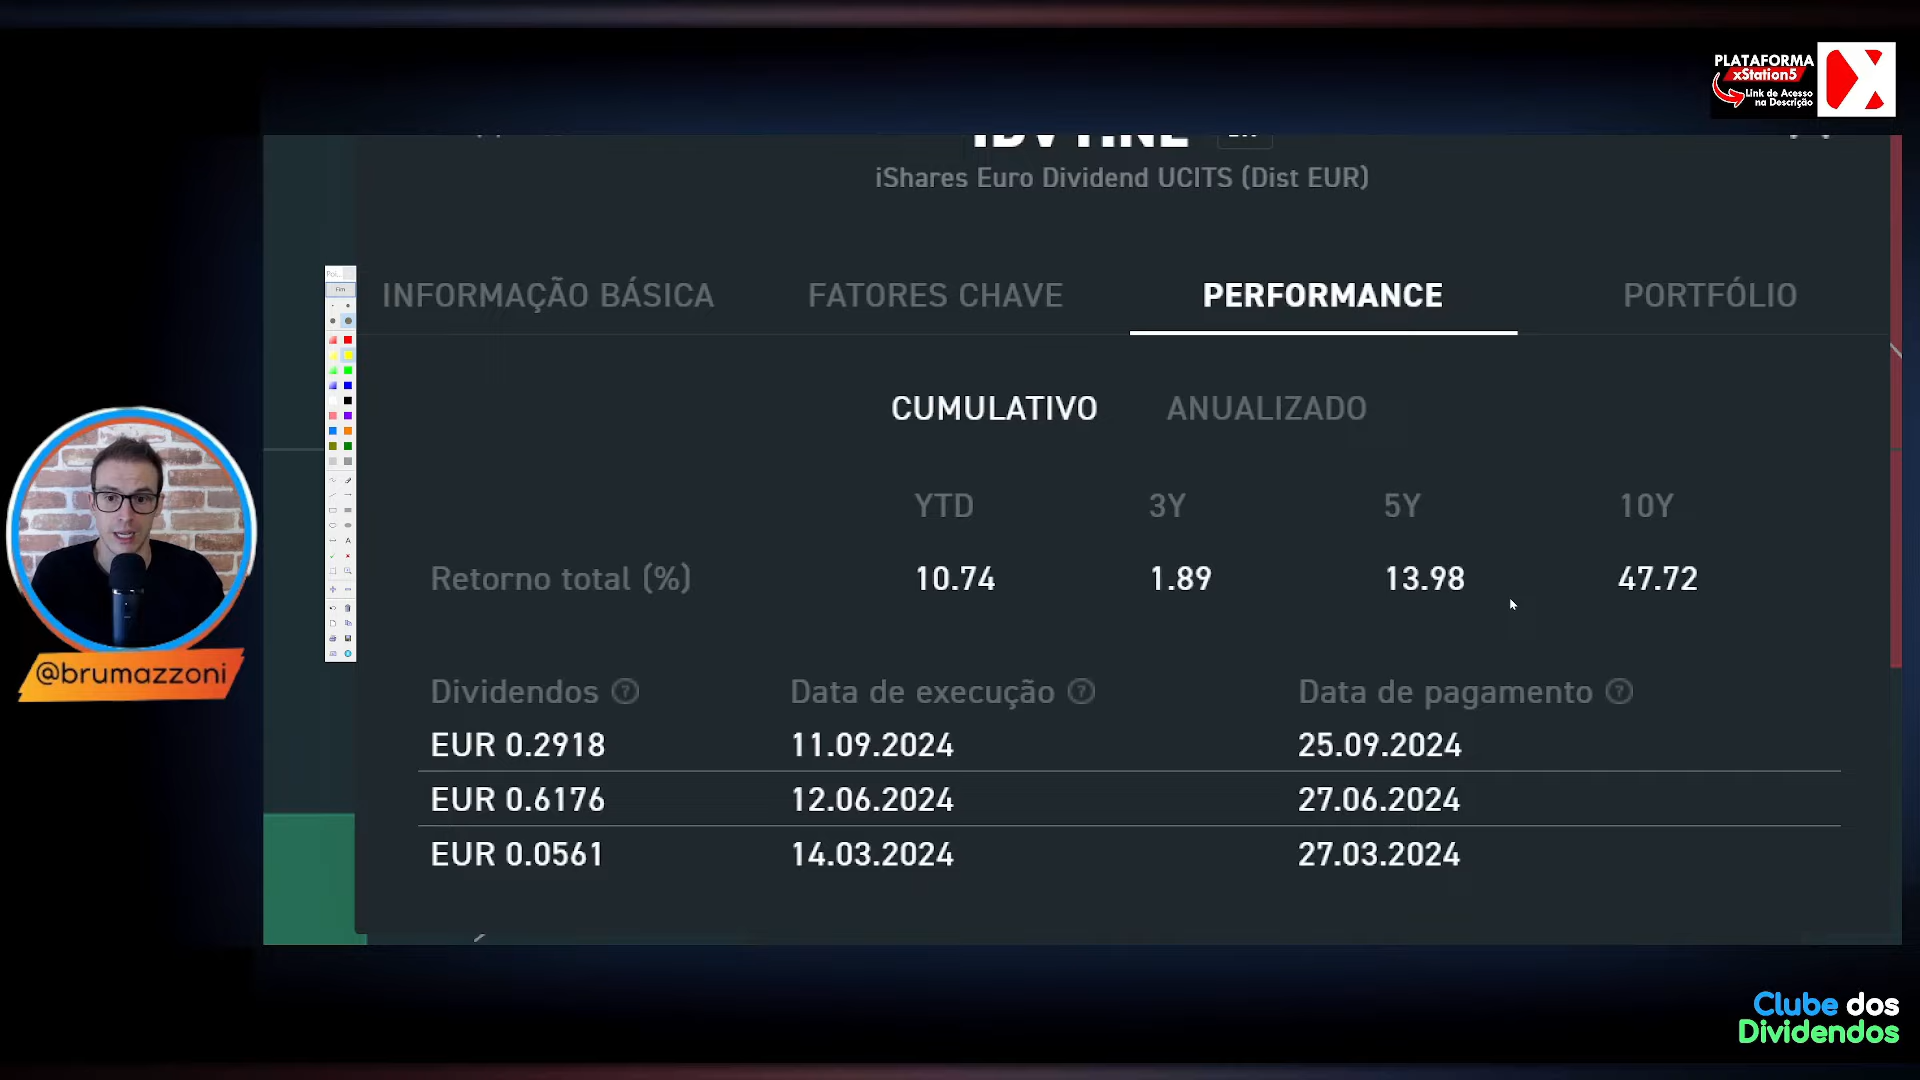 PLATAFORMA
xStation5
Link de Acesso
na Descrição
iShares Euro Dividend UCITS (Dist EUR)
INFORMAÇÃO BÁSICA FATORES CHAVE PERFORMANCE PORTFÓLIO
CUMULATIVO ANUALIZADO
YTD 3Y 5Y 10Y
Retorno total (%) 10.74 1.89 13.98 47.72
Dividendos ? Data de execução ? Data de pagamento ?
EUR 0.2918 11.09.2024 25.09.2024
EUR 0.6176 12.06.2024 27.06.2024
EUR 0.0561 14.03.2024 27.03.2024
@brumazzoni
Clube dos
Dividendos